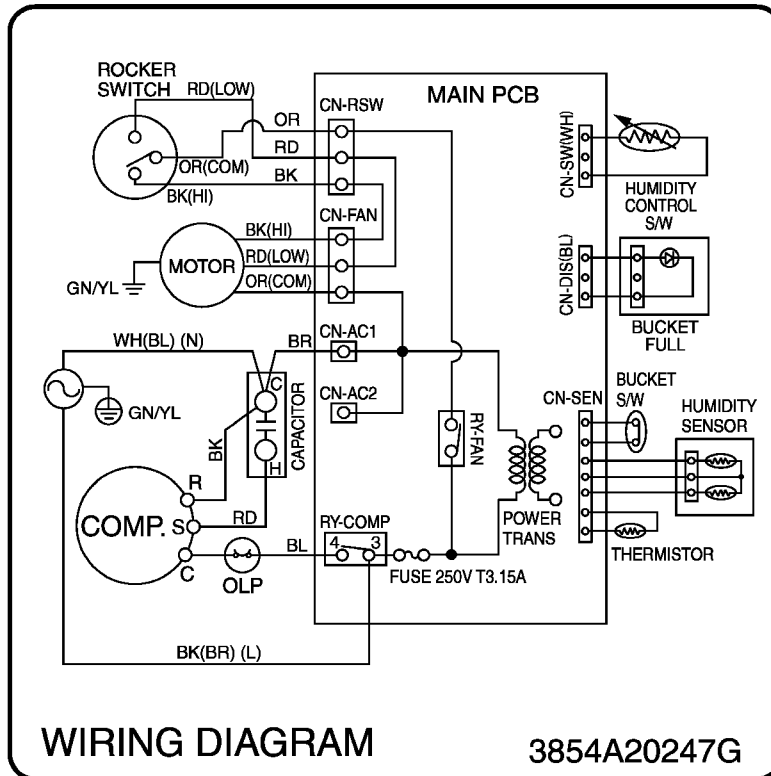 ROCKER
SWITCH
RD(LOW)
OR
OR(COM)
RD
BK
BK(HI)
CN-RSW
MAIN PCB
CN-SW(WH)
HUMIDITY
CONTROL
S/W
CN-FAN
BK(HI)
RD(LOW)
OR(COM)
MOTOR
GN/YL
CN-DIS(BL)
BUCKET
FULL
WH(BL) (N)
BR
CN-AC1
CN-AC2
GN/YL
C
H
CAPACITOR
BK
RY-FAN
CN-SEN
BUCKET
S/W
HUMIDITY
SENSOR
R
COMP.
S
RD
C
OLP
BL
RY-COMP
4
3
FUSE 250V T3.15A
POWER
TRANS
THERMISTOR
BK(BR) (L)
WIRING DIAGRAM
3854A20247G